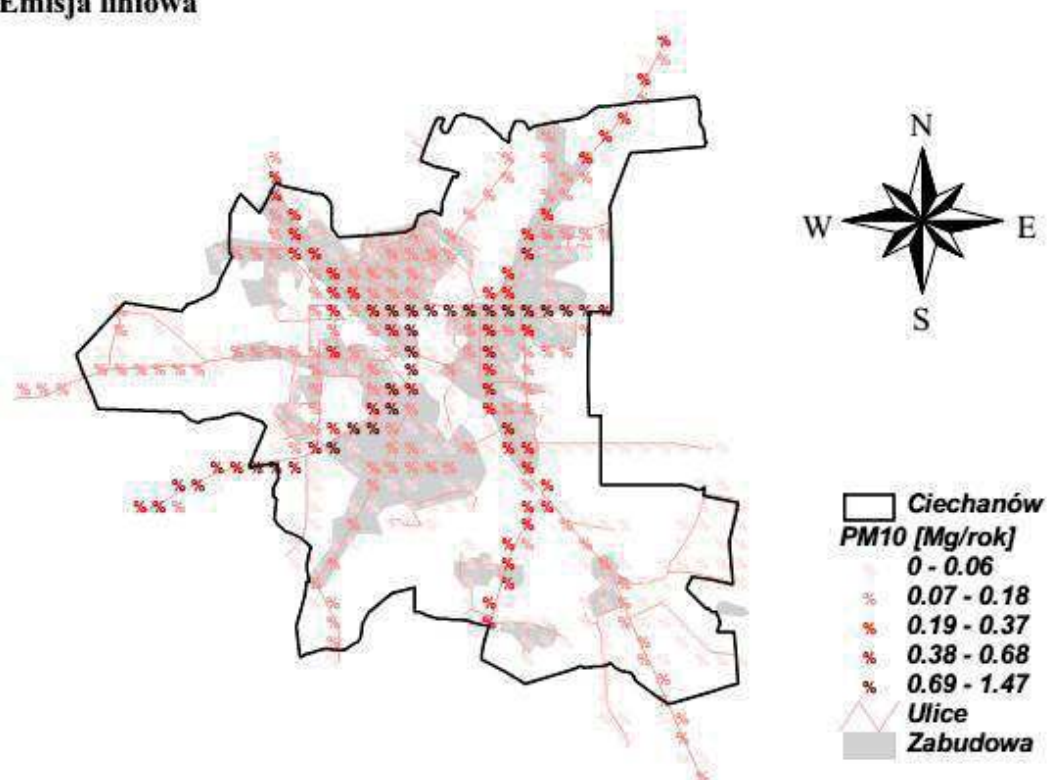 Emisja liniowa
N
W E
S
Ciechanów
PM10 [Mg/rok]
0 - 0.06
% 0.07 - 0.18
% 0.19 - 0.37
% 0.38 - 0.68
% 0.69 - 1.47
Ulice
Zabudowa